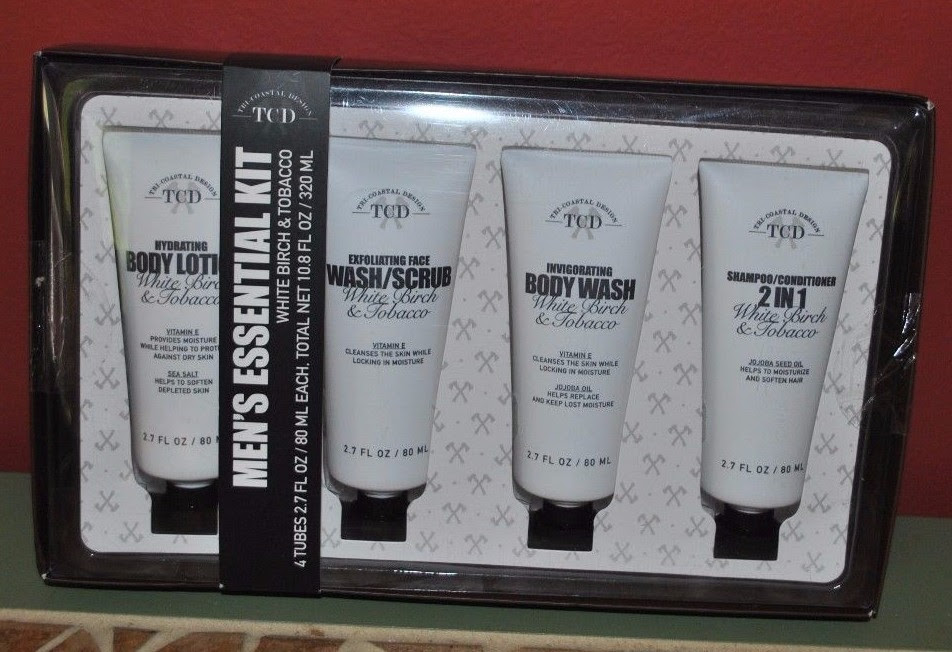 TRI-COASTAL DESIGN
TCD
MEN'S ESSENTIAL KIT
WHITE BIRCH & TOBACCO
4 TUBES 2.7 FL OZ / 80 ML EACH, TOTAL NET 10.8 FL OZ / 320 ML
TRI-COASTAL DESIGN
TCD
HYDRATING
BODY LOTIO
White Birc
& Tobacco
VITAMIN E
PROVIDES MOISTURE
WHILE HELPING TO PROTE
AGAINST DRY SKIN
SEA SALT
HELPS TO SOFTEN
DEPLETED SKIN
2.7 FL OZ / 80 M
TRI-COASTAL DESIGN
TCD
EXFOLIATING FACE
WASH/SCRUB
White Birch
& Tobacco
VITAMIN E
CLEANSES THE SKIN WHILE
LOCKING IN MOISTURE
2.7 FL OZ / 80 ML
TRI-COASTAL DESIGN
TCD
INVIGORATING
BODY WASH
White Birch
& Tobacco
VITAMIN E
CLEANSES THE SKIN WHILE
LOCKING IN MOISTURE
JOJOBA OIL
HELPS REPLACE
AND KEEP LOST MOISTURE
2.7 FL OZ / 80 ML
TRI-COASTAL DESIGN
TCD
SHAMPOO/CONDITIONER
2 IN 1
White Birch
& Tobacco
JOJOBA SEED OIL
HELPS TO MOISTURIZE
AND SOFTEN HAIR
2.7 FL OZ / 80 ML